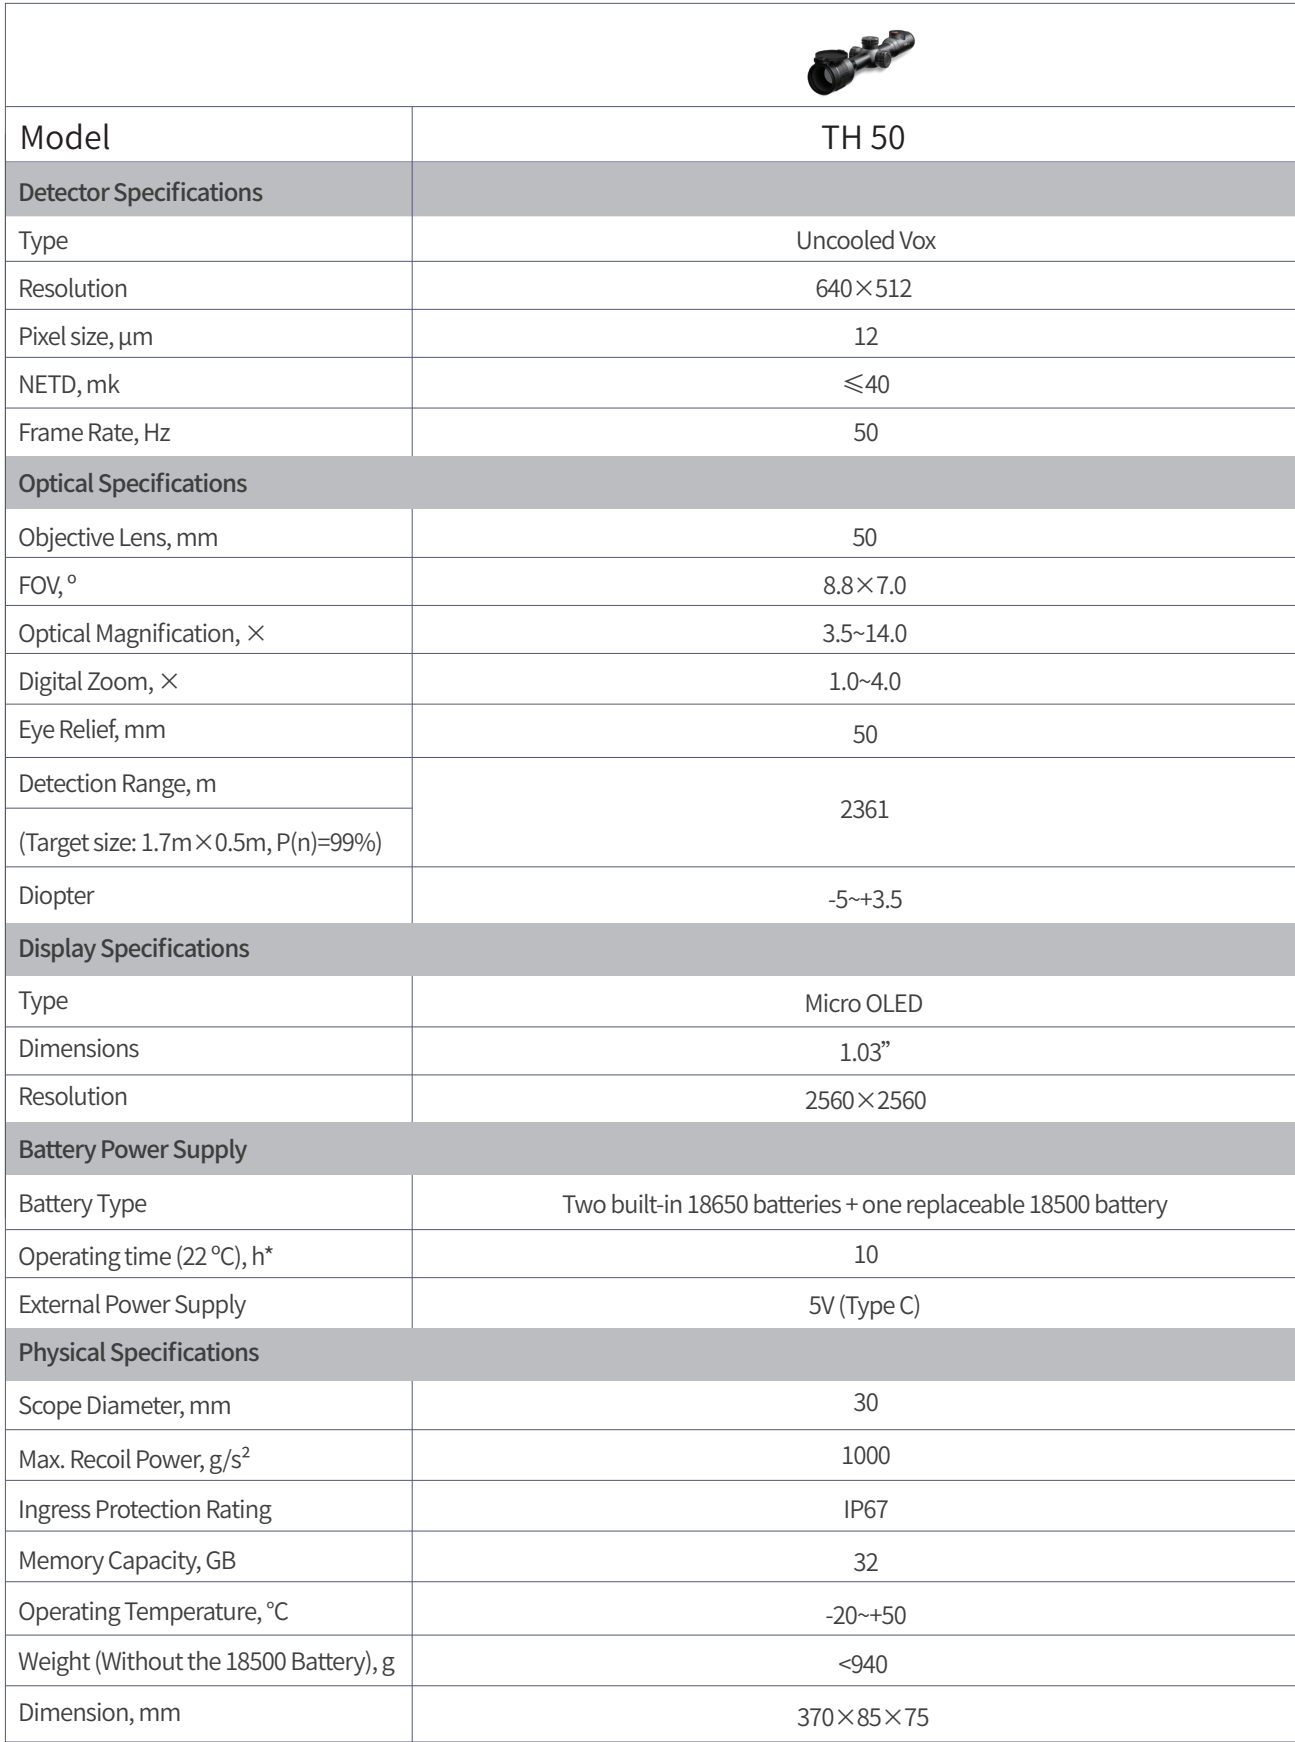 Model TH 50
Detector Specifications
Type Uncooled Vox
Resolution 640×512
Pixel size, μm 12
NETD, mk ≤40
Frame Rate, Hz 50
Optical Specifications
Objective Lens, mm 50
FOV, º 8.8×7.0
Optical Magnification, × 3.5~14.0
Digital Zoom, × 1.0~4.0
Eye Relief, mm 50
Detection Range, m
2361
(Target size: 1.7m×0.5m, P(n)=99%)
Diopter -5~+3.5
Display Specifications
Type Micro OLED
Dimensions 1.03”
Resolution 2560×2560
Battery Power Supply
Battery Type Two built-in 18650 batteries + one replaceable 18500 battery
Operating time (22 ºC), h* 10
External Power Supply 5V (Type C)
Physical Specifications
Scope Diameter, mm 30
Max. Recoil Power, g/s² 1000
Ingress Protection Rating IP67
Memory Capacity, GB 32
Operating Temperature, °C -20~+50
Weight (Without the 18500 Battery), g <940
Dimension, mm 370×85×75